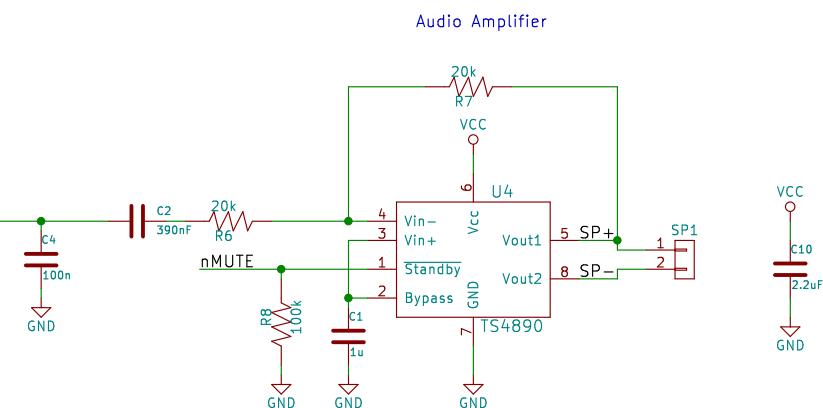 Audio Amplifier
20k
R7
VCC
6
U4
VCC
C2
20k
390nF
R6
4
Vin-
Vcc
3
Vin+
Vout1
5
SP+
SP1
1
C4
100n
nMUTE
1
Standby
Vout2
8
SP-
2
C10
2.2uF
2
Bypass
GND
R8
100k
C1
1u
7
TS4890
GND
GND
GND
GND
GND